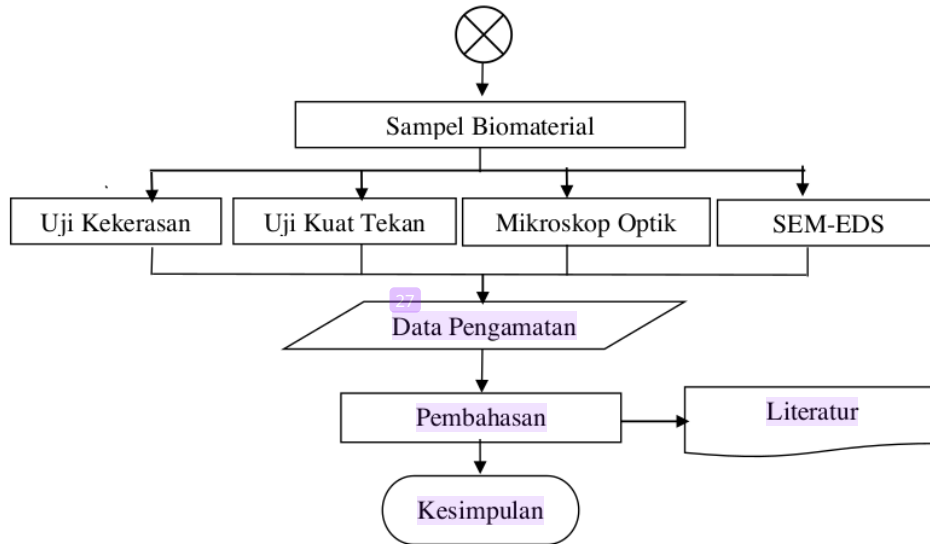 Sampel Biomaterial
Uji Kekerasan
Uji Kuat Tekan
Mikroskop Optik
SEM-EDS
27
Data Pengamatan
Pembahasan
Literatur
Kesimpulan